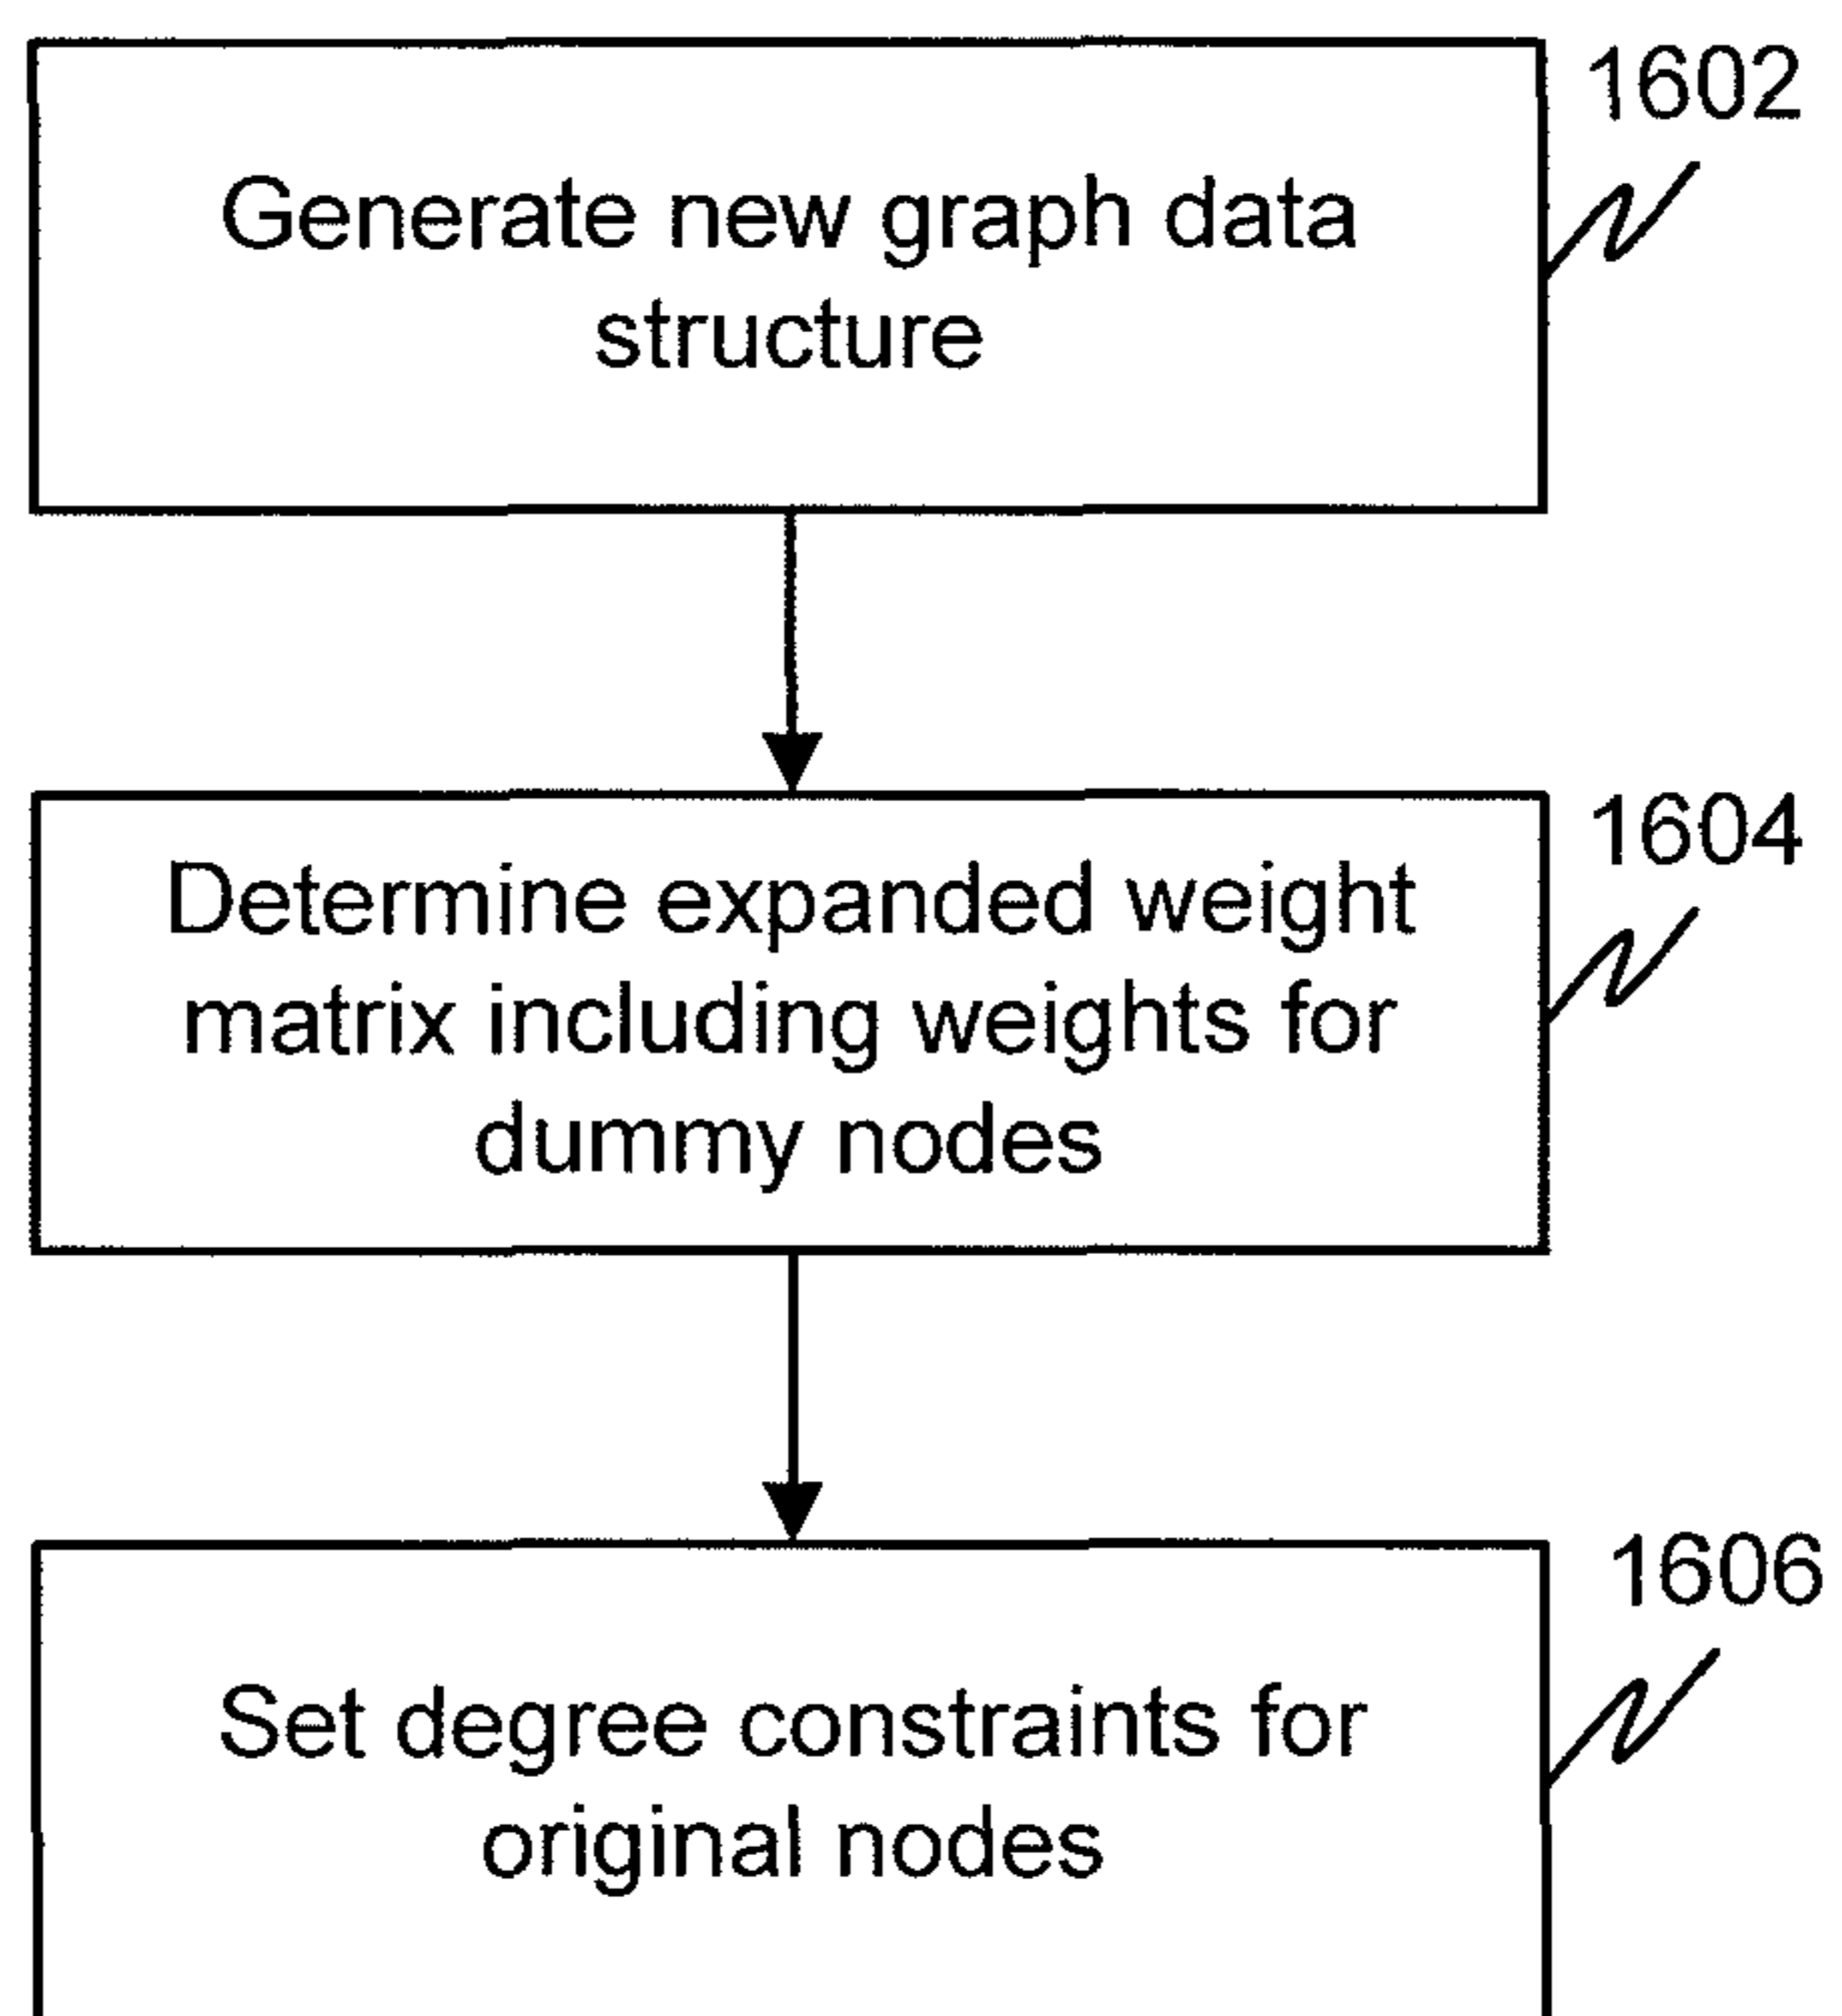 1602
Generate new graph data
structure
1604
Determine expanded weight
matrix including weights for
dummy nodes
1606
Set degree constraints for
original nodes